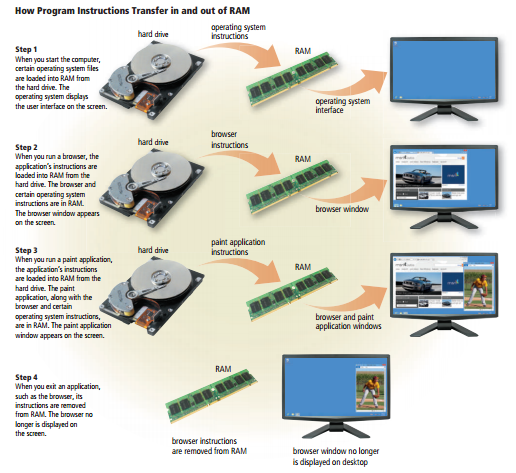 How Program Instructions Transfer in and out of RAM
hard drive
operating system
instructions
RAM
operating system
interface
Step 1
When you start the computer,
certain operating system files
are loaded into RAM from
the hard drive. The
operating system displays
the user interface on the screen.
hard drive
browser
instructions
RAM
browser window
Step 2
When you run a browser, the
application's instructions are
loaded into RAM from the
hard drive. The browser and
certain operating system
instructions are in RAM.
The browser window appears
on the screen.
hard drive
paint application
instructions
RAM
browser and paint
application windows
Step 3
When you run a paint application,
the application's instructions
are loaded into RAM from the
hard drive. The paint
application, along with the
browser and certain
operating system instructions,
are in RAM. The paint application
window appears on the screen.
RAM
Step 4
When you exit an application,
such as the browser, its
instructions are removed
from RAM. The browser no
longer is displayed on
the screen.
browser instructions
are removed from RAM
browser window no longer
is displayed on desktop